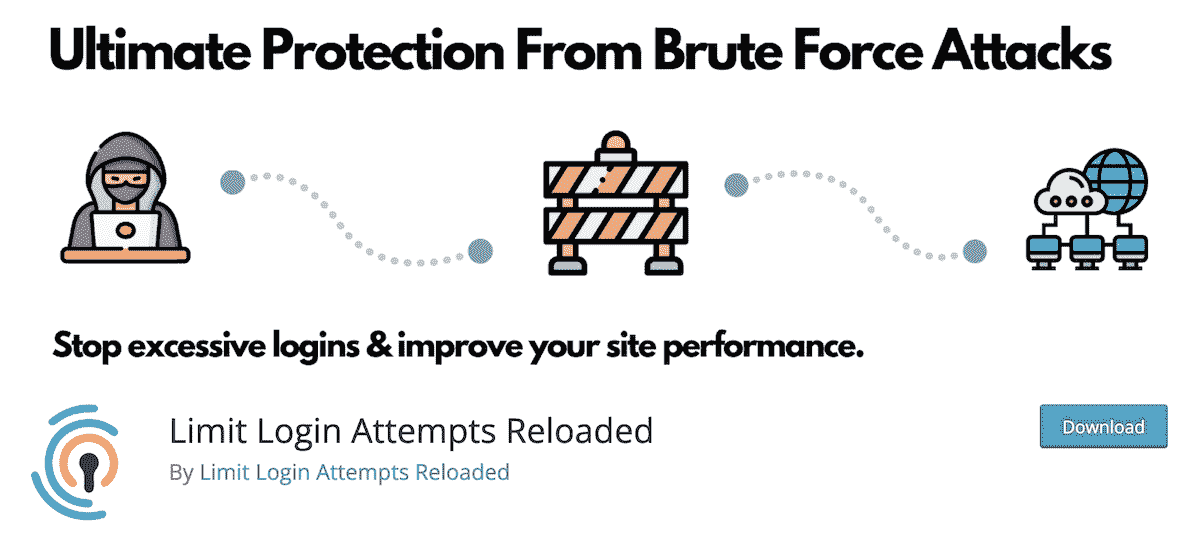 Ultimate Protection From Brute Force Attacks
Stop excessive logins & improve your site performance.
Limit Login Attempts Reloaded
Download
By Limit Login Attempts Reloaded